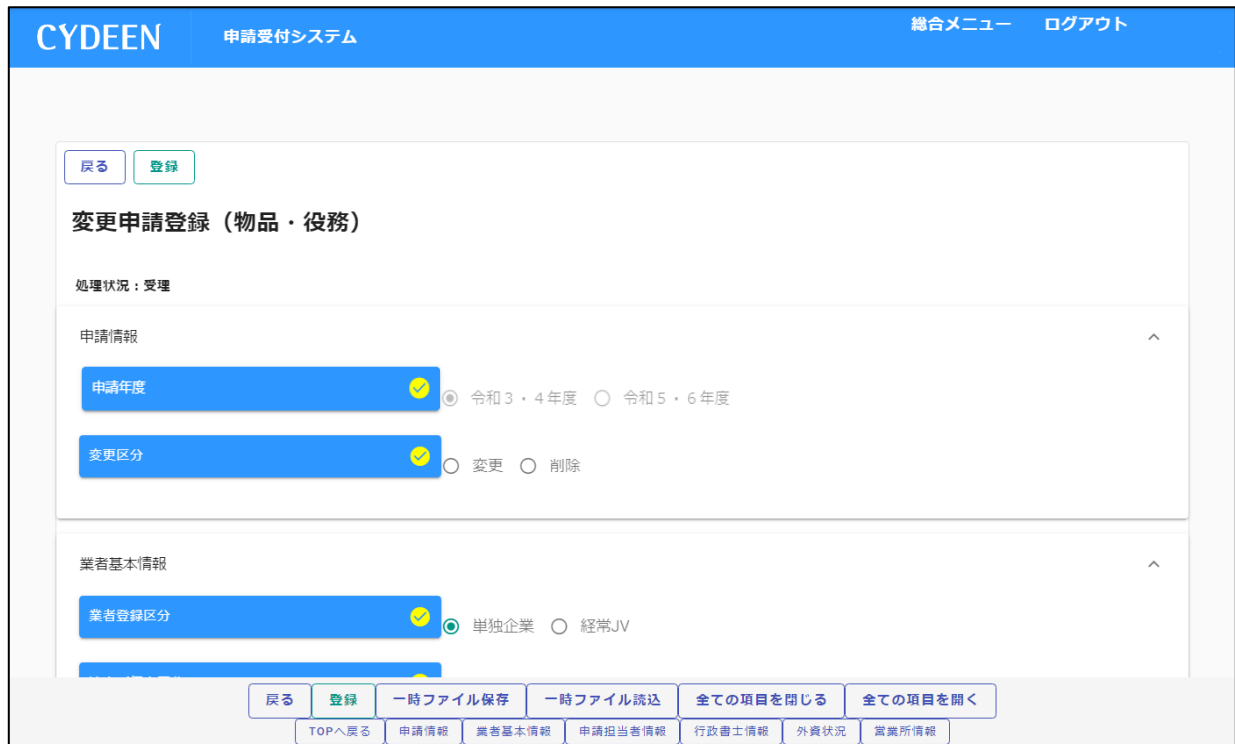 CYDEEN 申請受付システム 総合メニュー ログアウト
戻る 登録
変更申請登録（物品・役務）
処理状況：受理
申請情報
申請年度 令和３・４年度 令和５・６年度
変更区分 変更 削除
業者基本情報
業者登録区分 単独企業 経常JV
戻る 登録 一時ファイル保存 一時ファイル読込 全ての項目を閉じる 全ての項目を開く
TOPへ戻る 申請情報 業者基本情報 申請担当者情報 行政書士情報 外資状況 営業所情報